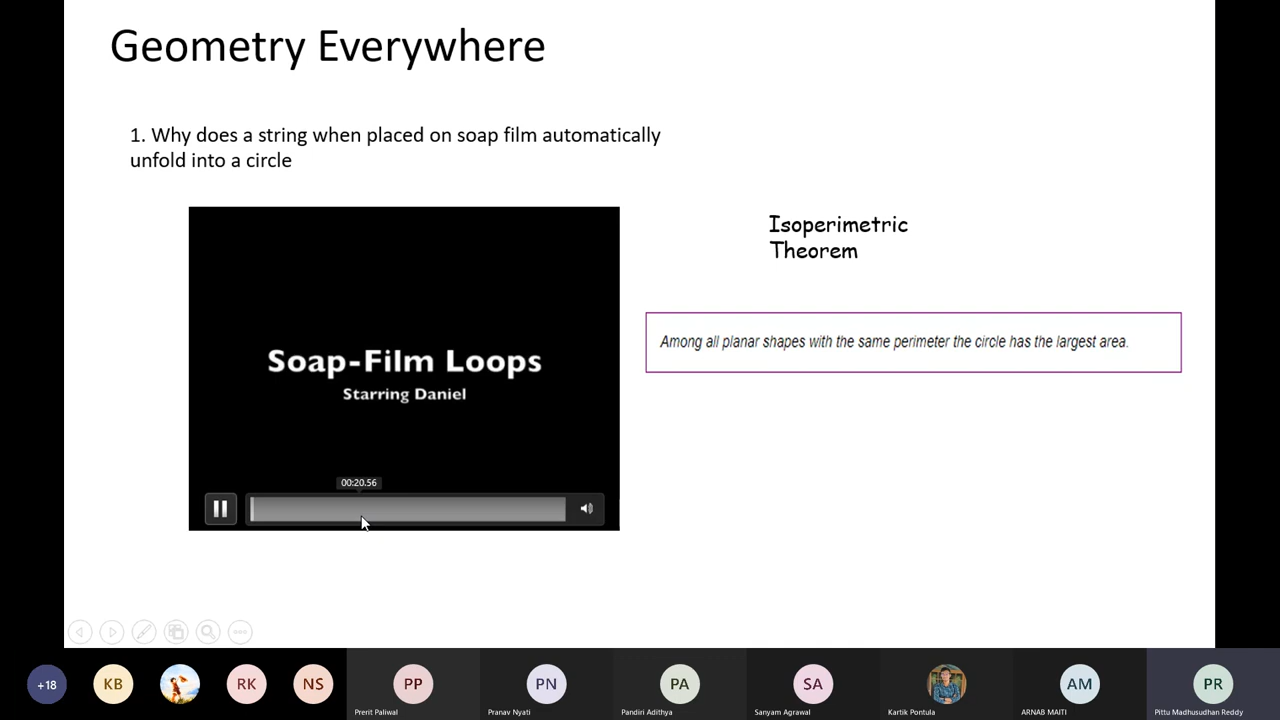 Geometry Everywhere
1. Why does a string when placed on soap film automatically
unfold into a circle
Isoperimetric
Theorem
Among all planar shapes with the same perimeter the circle has the largest area.
Soap-Film Loops
Starring Daniel
00:20.56
+18
KB
RK
NS
PP
Prerit Paliwal
PN
Pranav Nyati
PA
Pandiri Adithya
SA
Sanyam Agrawal
Kartik Pontula
AM
ARNAB MAITI
PR
Pittu Madhusudhan Reddy